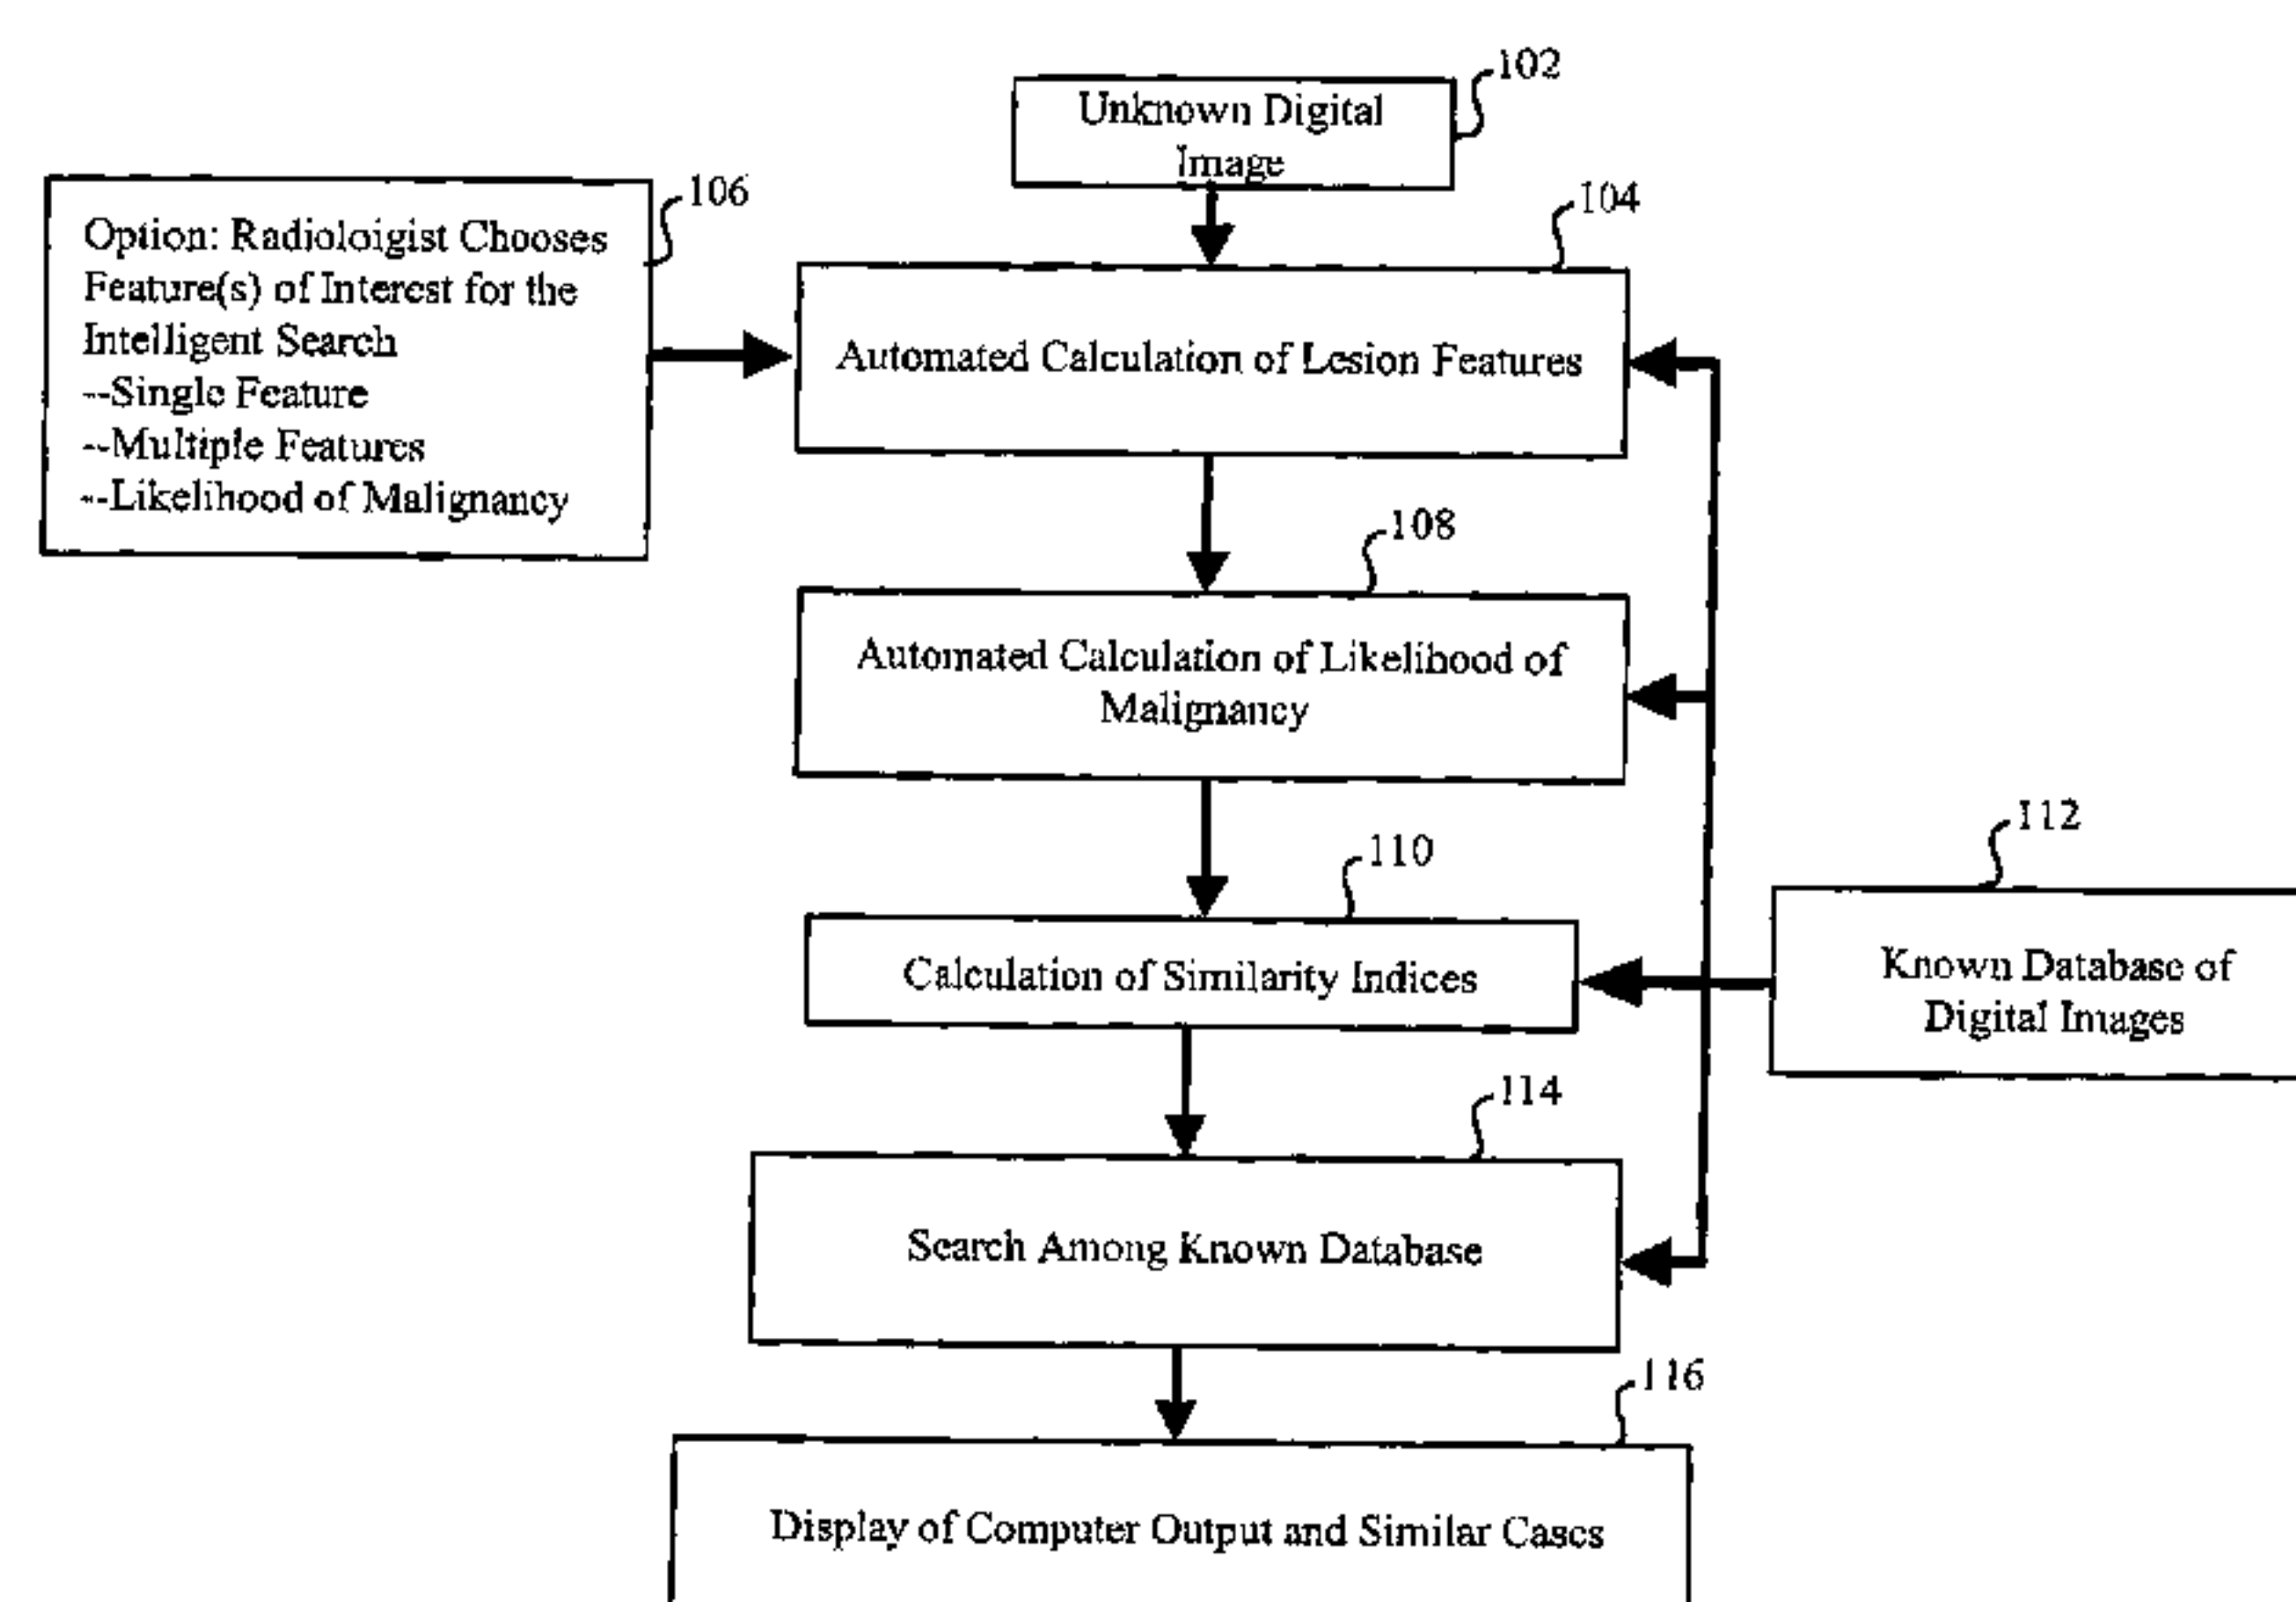 102
Unknown Digital
Image
106
Option: Radioloigist Chooses
Feature(s) of Interest for the
Intelligent Search
--Single Feature
--Multiple Features
--Likelihood of Malignancy
104
Automated Calculation of Lesion Features
108
Automated Calculation of Likelihood of
Malignancy
110
Calculation of Similarity Indices
112
Known Database of
Digital Images
114
Search Among Known Database
116
Display of Computer Output and Similar Cases